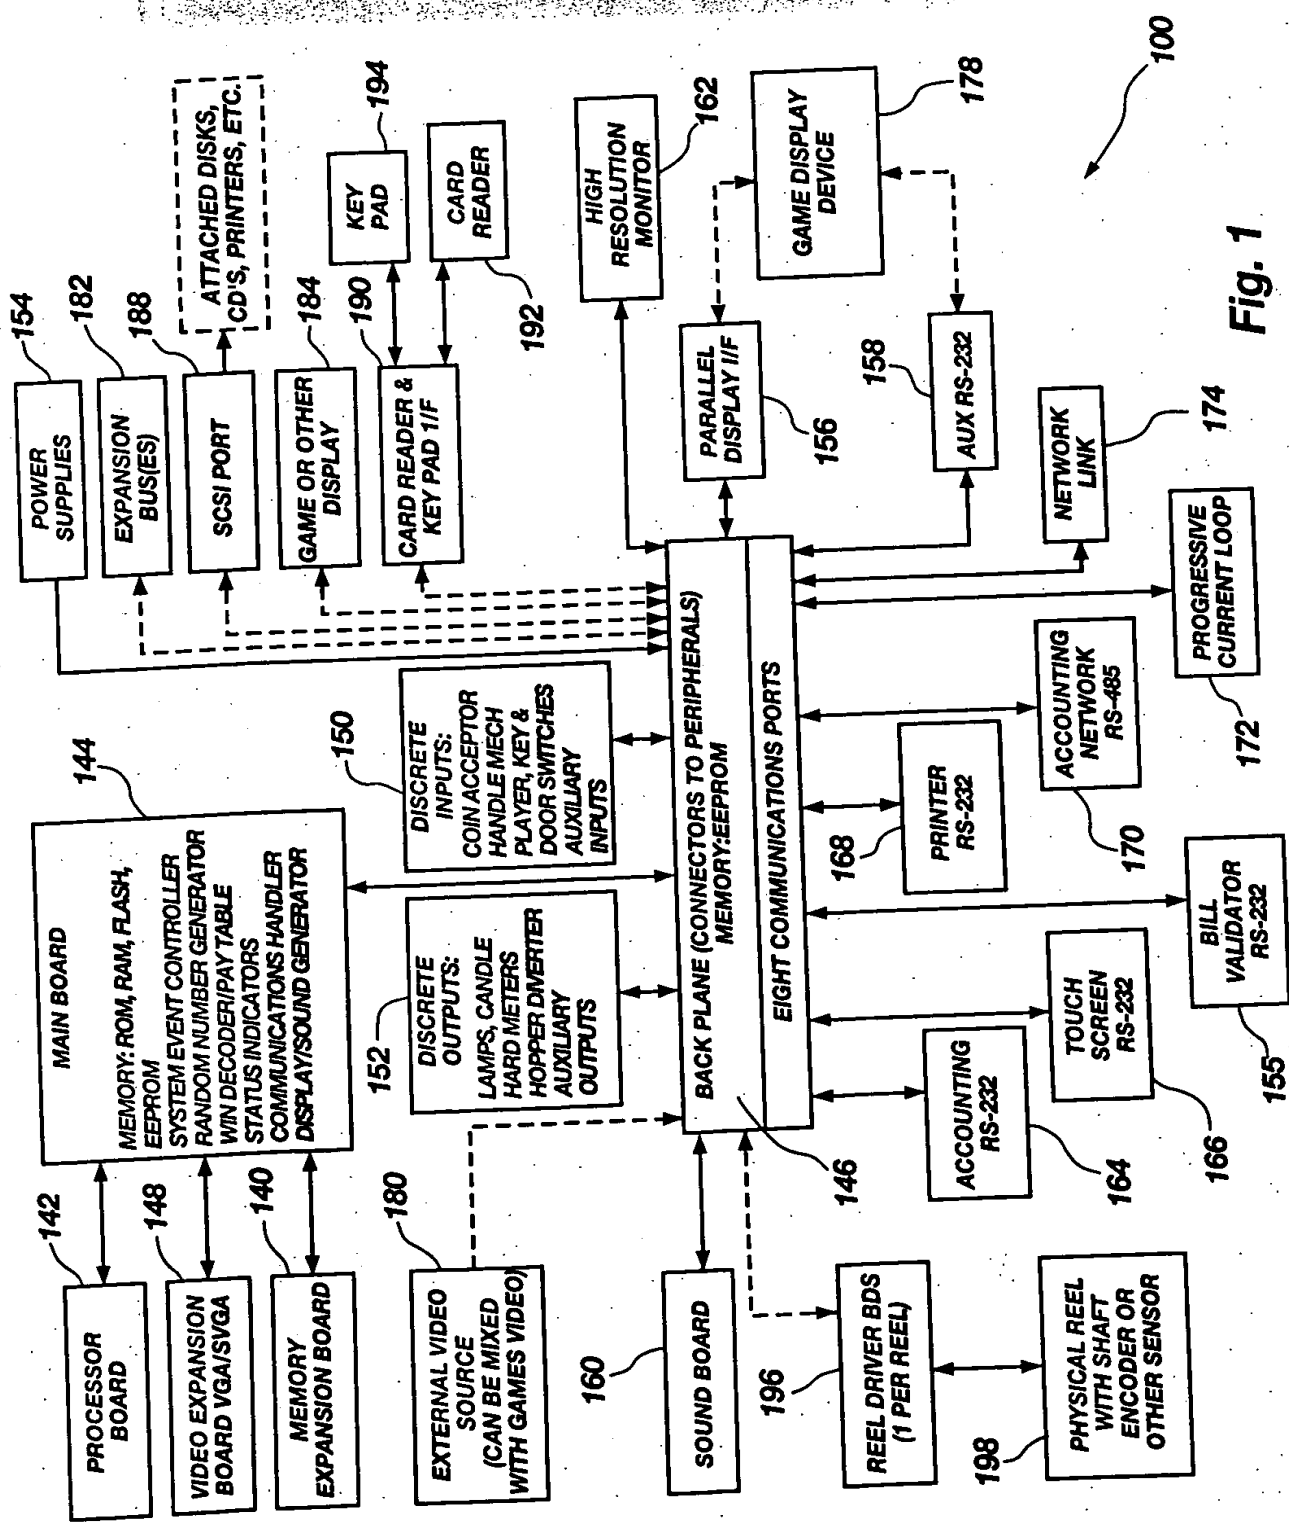 142
PROCESSOR
BOARD
148
VIDEO EXPANSION
BOARD VGA/SVGA
140
MEMORY
EXPANSION BOARD
144
MAIN BOARD
MEMORY: ROM, RAM, FLASH,
EEPROM
SYSTEM EVENT CONTROLLER
RANDOM NUMBER GENERATOR
WIN DECODER/PAY TABLE
STATUS INDICATORS
COMMUNICATIONS HANDLER
DISPLAY/SOUND GENERATOR
154
POWER
SUPPLIES
182
EXPANSION
BUS(ES)
188
SCSI PORT
ATTACHED DISKS,
CD'S, PRINTERS, ETC.
184
GAME OR OTHER
DISPLAY
190
CARD READER &
KEY PAD 1/F
194
KEY
PAD
CARD
READER
192
180
EXTERNAL VIDEO
SOURCE
(CAN BE MIXED
WITH GAMES VIDEO)
152
DISCRETE
OUTPUTS:
LAMPS, CANDLE
HARD METERS
HOPPER DIVERTER
AUXILIARY
OUTPUTS
150
DISCRETE
INPUTS:
COIN ACCEPTOR
HANDLE MECH
PLAYER, KEY &
DOOR SWITCHES
AUXILIARY
INPUTS
160
SOUND BOARD
BACK PLANE (CONNECTORS TO PERIPHERALS)
MEMORY:EEPROM
EIGHT COMMUNICATIONS PORTS
146
HIGH
RESOLUTION
MONITOR
162
PARALLEL
DISPLAY I/F
156
GAME DISPLAY
DEVICE
178
158
AUX RS-232
196
REEL DRIVER BDS
(1 PER REEL)
198
PHYSICAL REEL
WITH SHAFT
ENCODER OR
OTHER SENSOR
ACCOUNTING
RS-232
164
TOUCH
SCREEN
RS-232
166
BILL
VALIDATOR
RS-232
155
168
PRINTER
RS-232
ACCOUNTING
NETWORK
RS-485
170
PROGRESSIVE
CURRENT LOOP
172
NETWORK
LINK
174
100
Fig. 1